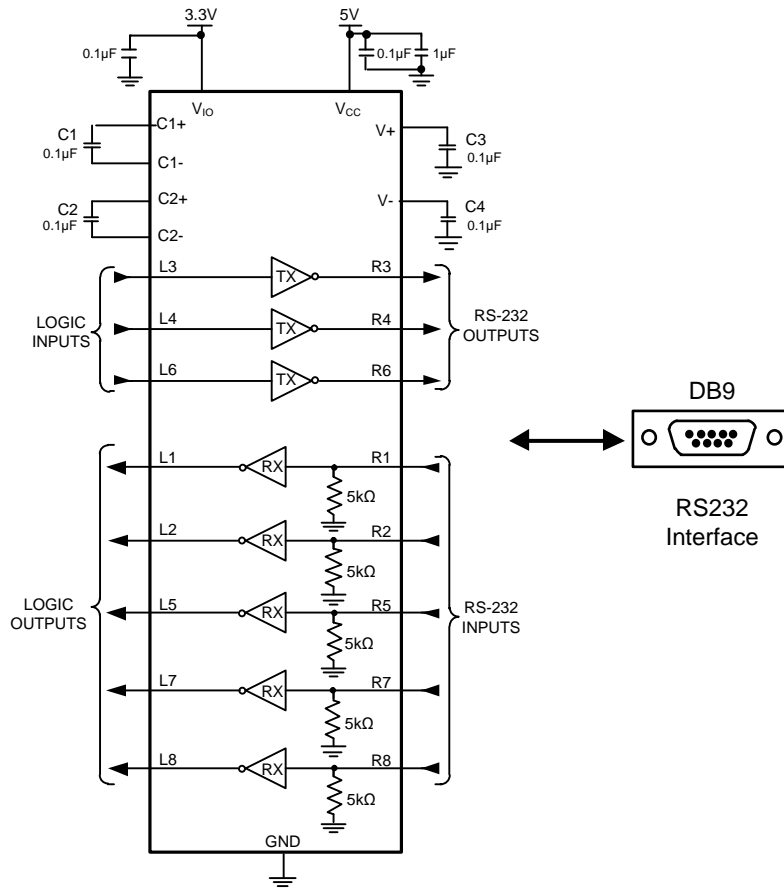 3.3V 5V
0.1µF 0.1µF 1µF
VIO VCC
C1+ V+
C1 0.1µF C3 0.1µF
C1-
C2+ V-
C2 0.1µF C4 0.1µF
C2-
L3 TX R3
LOGIC INPUTS L4 TX R4 RS-232 OUTPUTS
L6 TX R6
DB9
L1 RX R1
5kΩ
RS232
Interface
L2 RX R2
5kΩ
LOGIC OUTPUTS L5 RX R5 RS-232 INPUTS
5kΩ
L7 RX R7
5kΩ
L8 RX R8
5kΩ
GND